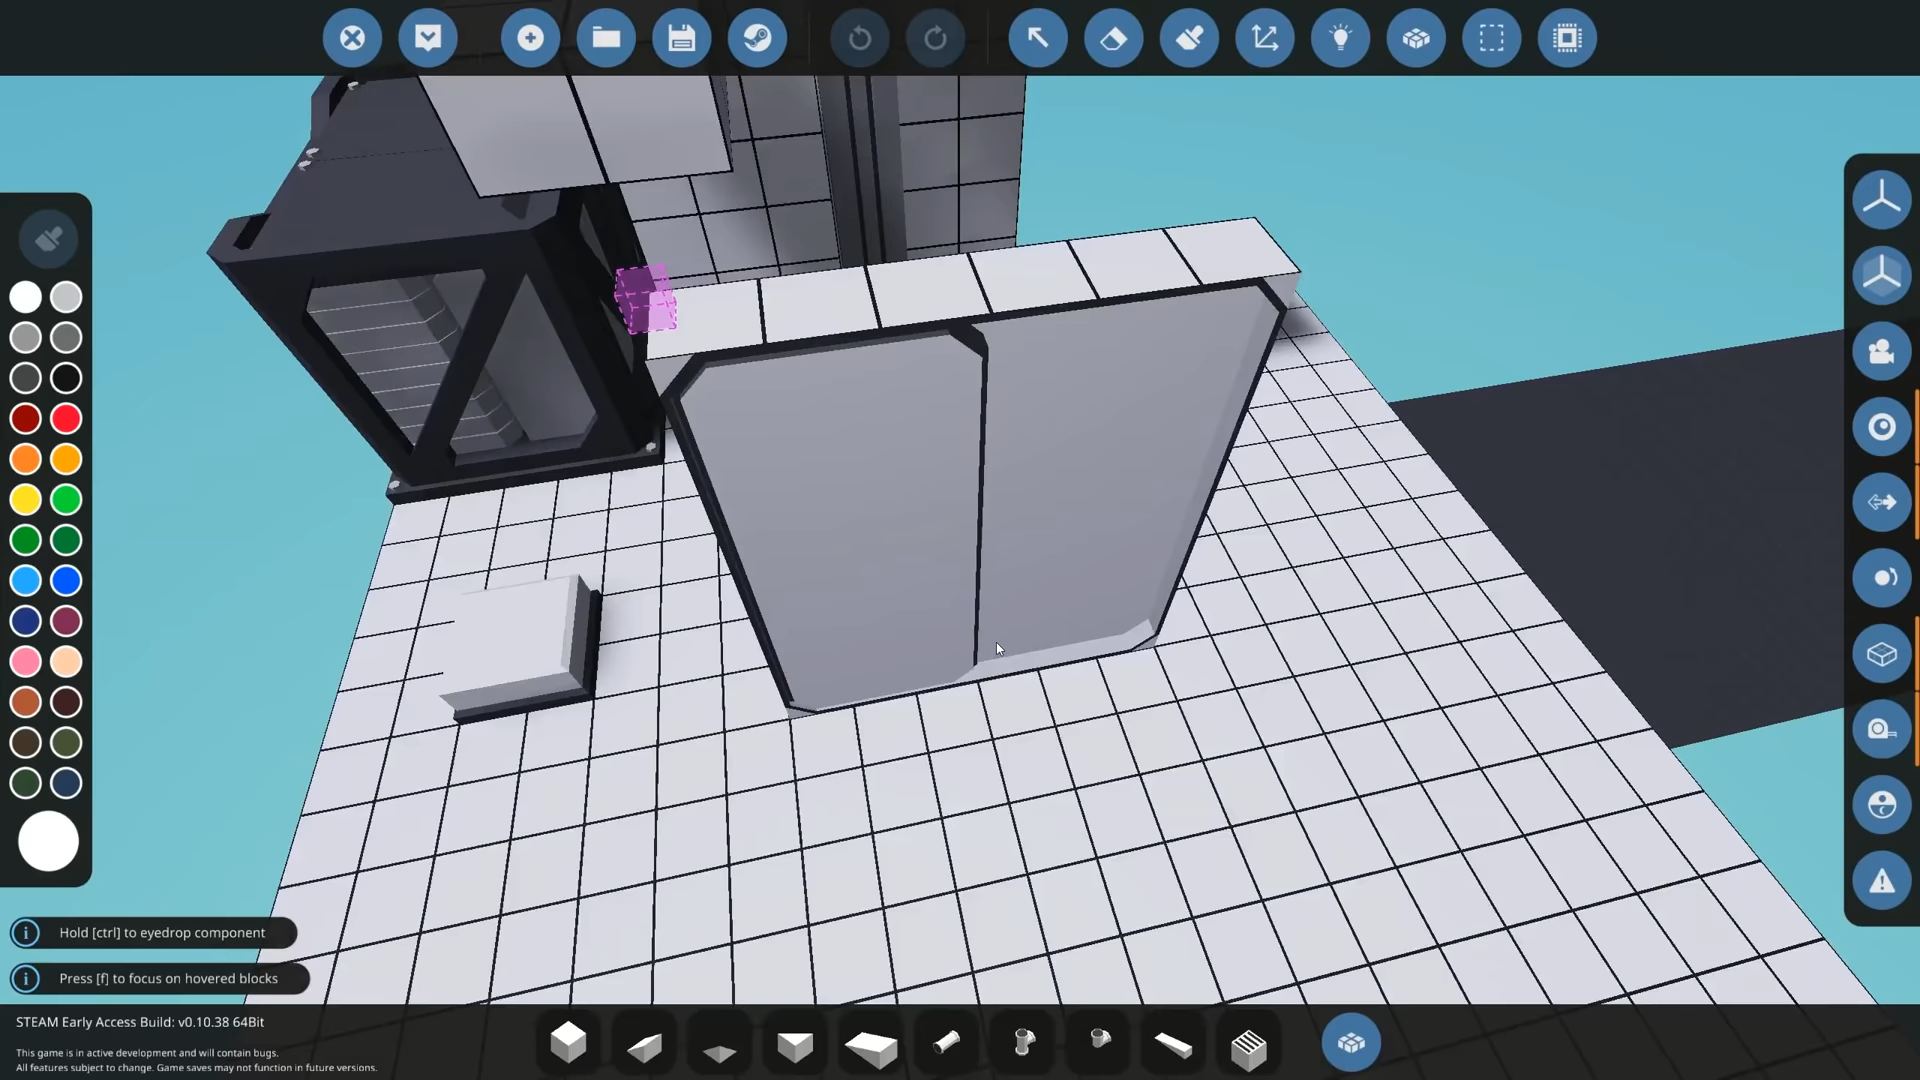 Hold [ctrl] to eyedrop component
Press [f] to focus on hovered blocks
STEAM Early Access Build: v0.10.38 64Bit
This game is in active development and will contain bugs.
All features subject to change. Game saves may not function in future versions.